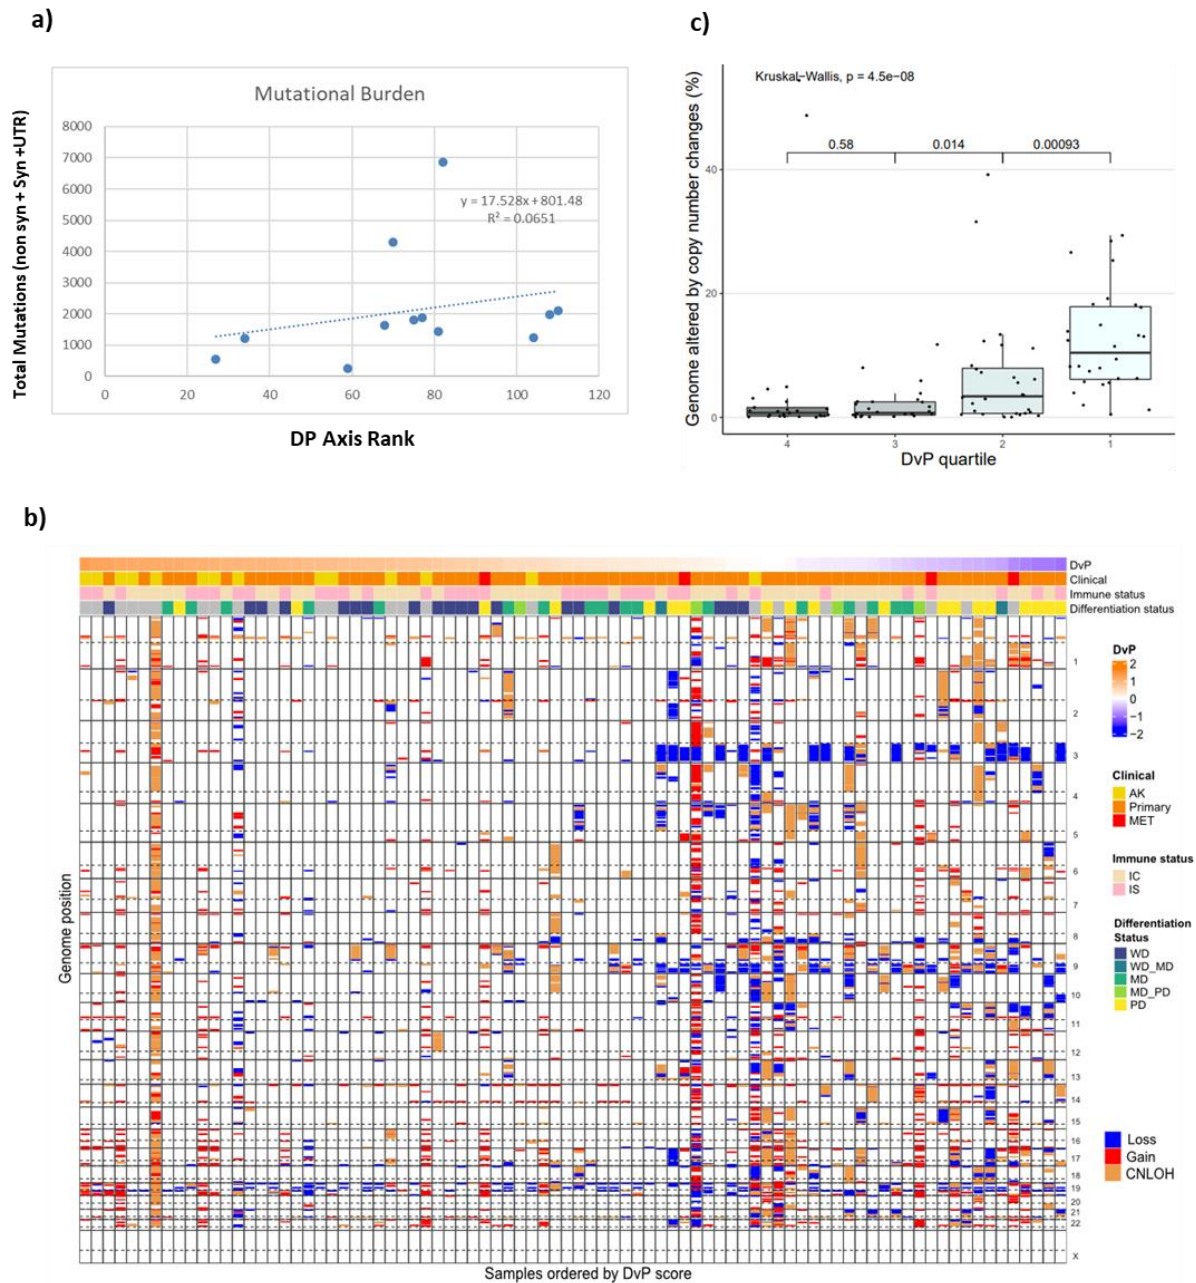 a)
Mutational Burden
Total Mutations (non syn + Syn +UTR)
8000
7000
6000
5000
4000
3000
2000
1000
0
y = 17.528x + 801.48
R² = 0.0651
0 20 40 60 80 100 120
DP Axis Rank
c)
Kruskal-Wallis, p = 4.5e-08
0.58 0.014 0.00093
Genome altered by copy number changes (%)
40
20
0
4 3 2 1
DvP quartile
b)
DvP
Clinical
Immune status
Differentiation status
Genome position
1
2
3
4
5
6
7
8
9
10
11
12
13
14
15
16
17
18
19
20
21
22
X
Samples ordered by DvP score
DvP
2
1
0
−1
−2
Clinical
AK
Primary
MET
Immune status
IC
IS
Differentiation
Status
WD
WD_MD
MD
MD_PD
PD
Loss
Gain
CNLOH